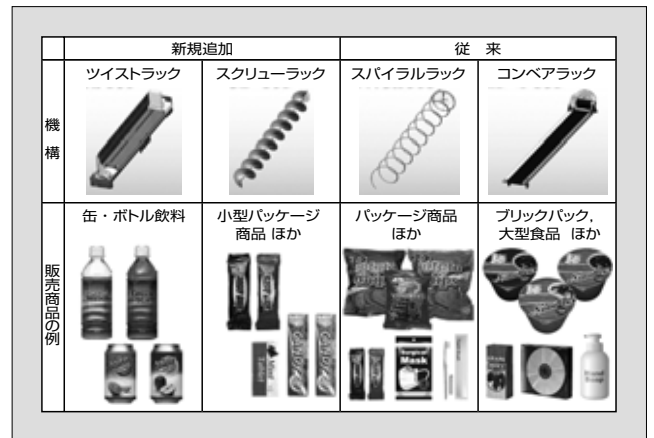 新規追加
従 来
機構
ツイストラック
スクリューラック
スパイラルラック
コンベアラック
販売商品の例
缶・ボトル飲料
小型パッケージ
商品 ほか
パッケージ商品
ほか
ブリックパック，
大型食品 ほか
Mask